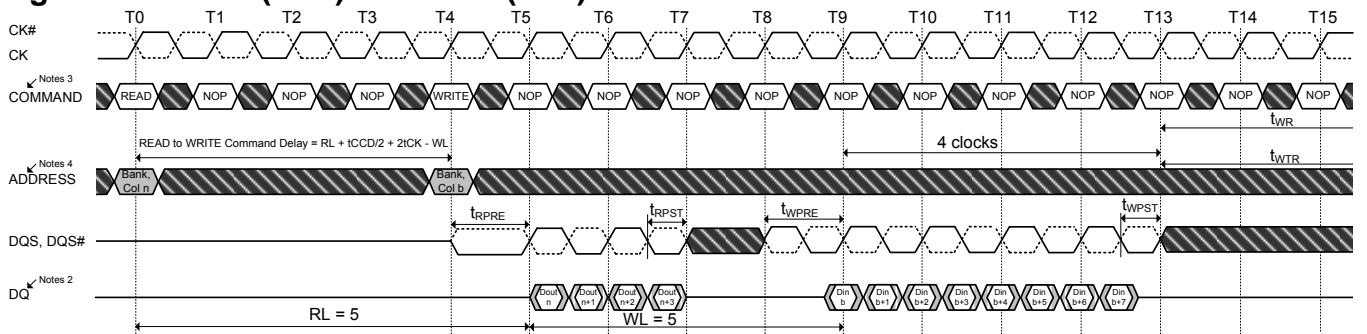 T0 T1 T2 T3 T4 T5 T6 T7 T8 T9 T10 T11 T12 T13 T14 T15
CK#
CK
Notes 3
COMMAND READ NOP NOP NOP WRITE NOP NOP NOP NOP NOP NOP NOP NOP NOP NOP NOP
tWR
READ to WRITE Command Delay = RL + tCCD/2 + 2tCK - WL
4 clocks
tWTR
Notes 4
ADDRESS
Bank, Col n
Bank, Col b
tRPRE tRPST tWPRE tWPST
DQS, DQS#
Notes 2
DQ
Dout n
Dout n+1
Dout n+2
Dout n+3
Din b
Din b+1
Din b+2
Din b+3
Din b+4
Din b+5
Din b+6
Din b+7
RL = 5 WL = 5